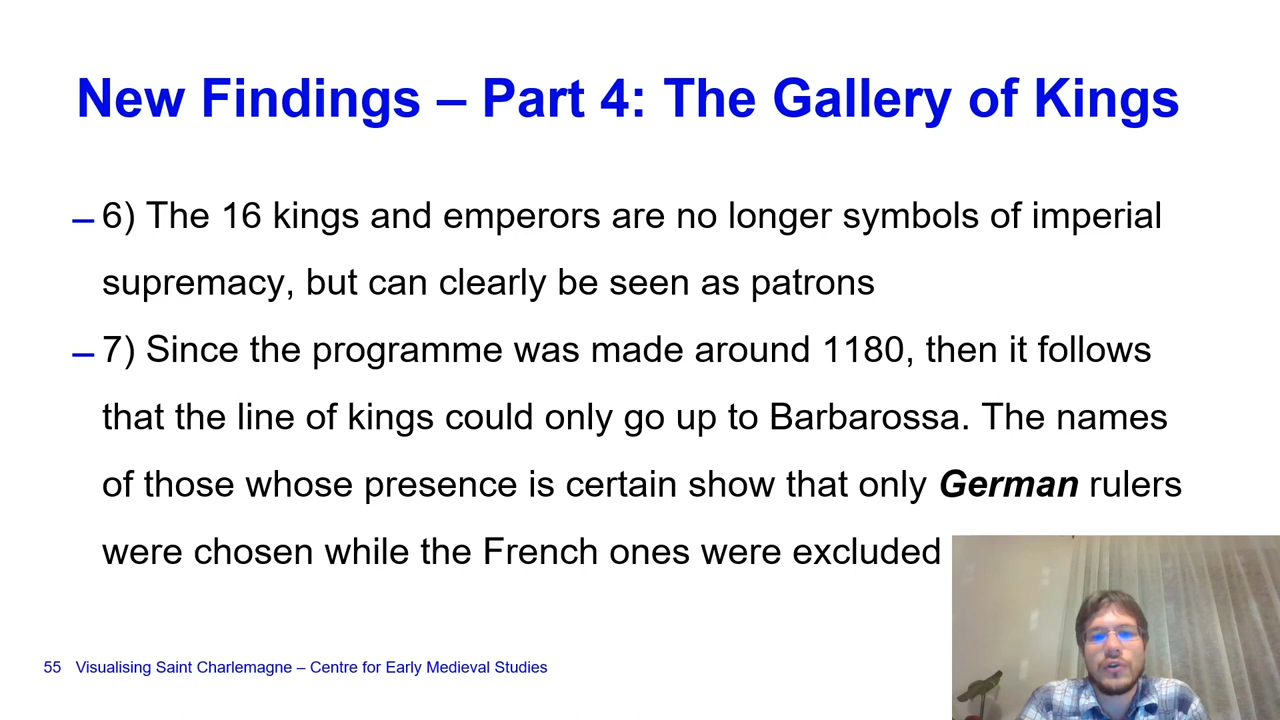 New Findings – Part 4: The Gallery of Kings
– 6) The 16 kings and emperors are no longer symbols of imperial
supremacy, but can clearly be seen as patrons
– 7) Since the programme was made around 1180, then it follows
that the line of kings could only go up to Barbarossa. The names
of those whose presence is certain show that only German rulers
were chosen while the French ones were excluded
55 Visualising Saint Charlemagne – Centre for Early Medieval Studies